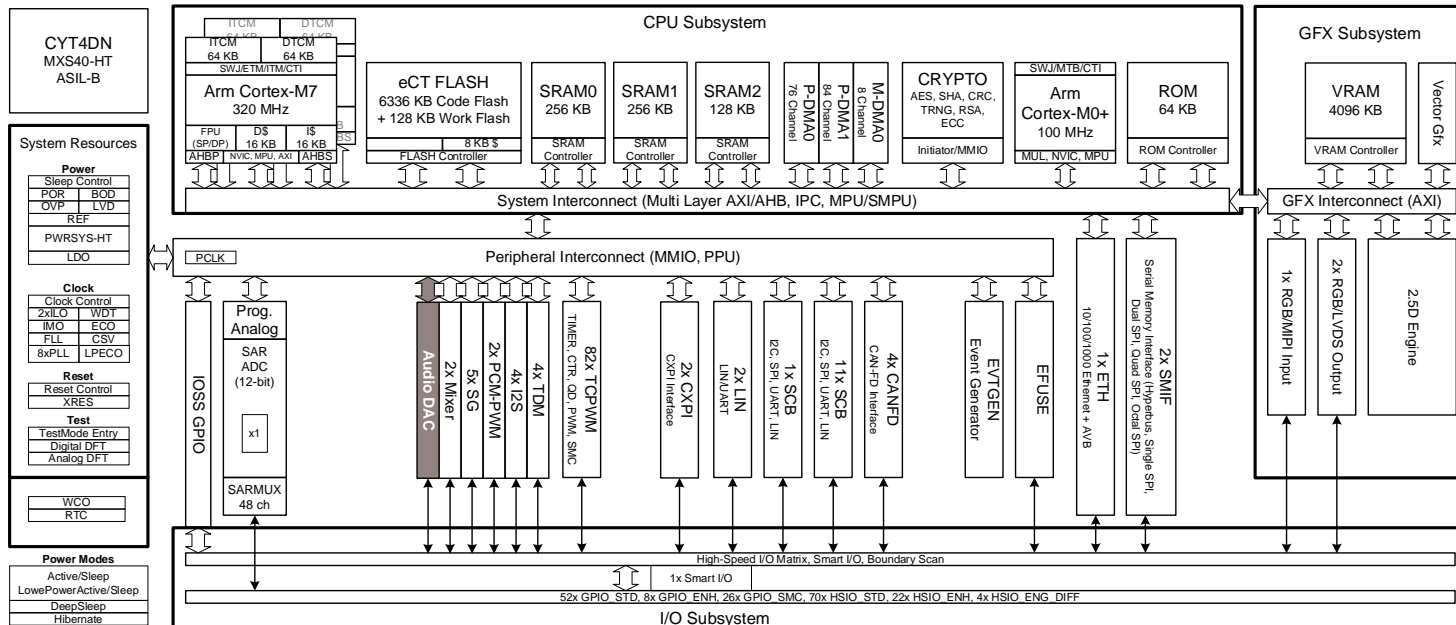 CYT4DN
MXS40-HT
ASIL-B
System Resources
Power
Sleep Control
POR BOD
OVP LVD
REF
PWRSYS-HT
LDO
Clock
Clock Control
2xILO WDT
IMO ECO
FLL CSV
8xPLL LPECO
Reset
Reset Control
XRES
Test
TestMode Entry
Digital DFT
Analog DFT
WCO
RTC
Power Modes
Active/Sleep
LowePowerActive/Sleep
DeepSleep
Hibernate
CPU Subsystem
ITCM
64 KB
DTCM
64 KB
ITCM
64 KB
DTCM
64 KB
SWJ/ETM/ITM/CTI
Arm Cortex-M7
320 MHz
FPU
(SP/DP)
D$
16 KB
I$
16 KB
AHBP
NVIC, MPU, AXI
AHBS
eCT FLASH
6336 KB Code Flash
+ 128 KB Work Flash
8 KB $
FLASH Controller
SRAM0
256 KB
SRAM
Controller
SRAM1
256 KB
SRAM
Controller
SRAM2
128 KB
SRAM
Controller
P-DMA0
76 Channel
P-DMA1
84 Channel
M-DMA0
8 Channel
CRYPTO
AES, SHA, CRC,
TRNG, RSA,
ECC
Initiator/MMIO
SWJ/MTB/CTI
Arm
Cortex-M0+
100 MHz
MUL, NVIC, MPU
ROM
64 KB
ROM Controller
System Interconnect (Multi Layer AXI/AHB, IPC, MPU/SMPU)
GFX Subsystem
VRAM
4096 KB
VRAM Controller
Vector Gfx
GFX Interconnect (AXI)
1x RGB/MIPI Input
2x RGB/LVDS Output
2.5D Engine
PCLK
Peripheral Interconnect (MMIO, PPU)
IOSS GPIO
Prog.
Analog
SAR
ADC
(12-bit)
x1
SARMUX
48 ch
Audio DAC
2x Mixer
5x SG
2x PCM-PWM
4x I2S
4x TDM
82x TCPWM
TIMER, CTR, QD, PWM, SMC
2x CXPI
CXPI Interface
2x LIN
LIN/UART
1x SCB
I2C, SPI, UART, LIN
11x SCB
I2C, SPI, UART, LIN
4x CANFD
CAN-FD Interface
EVTGEN
Event Generator
EFUSE
1x ETH
10/100/1000 Ethernet + AVB
2x SMIF
Serial Memory Interface (Hyperbus, Single SPI,
Dual SPI, Quad SPI, Octal SPI)
High-Speed I/O Matrix, Smart I/O, Boundary Scan
1x Smart I/O
52x GPIO_STD, 8x GPIO_ENH, 26x GPIO_SMC, 70x HSIO_STD, 22x HSIO_ENH, 4x HSIO_ENG_DIFF
I/O Subsystem